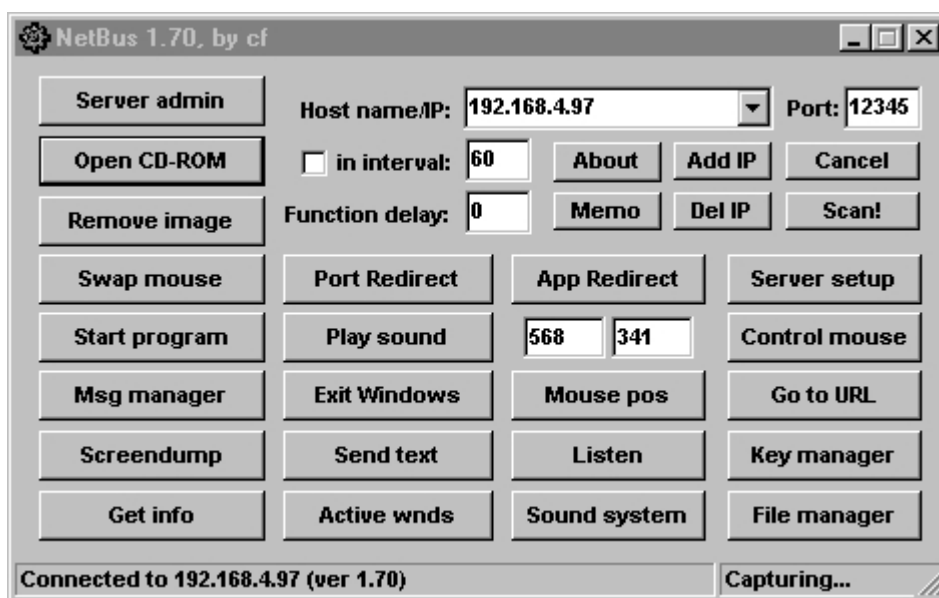 NetBus 1.70, by cf
Server admin Host name/IP: 192.168.4.97 Port: 12345
Open CD-ROM in interval: 60 About Add IP Cancel
Remove image Function delay: 0 Memo Del IP Scan!
Swap mouse Port Redirect App Redirect Server setup
Start program Play sound 568 341 Control mouse
Msg manager Exit Windows Mouse pos Go to URL
Screendump Send text Listen Key manager
Get info Active wnds Sound system File manager
Connected to 192.168.4.97 (ver 1.70) Capturing...